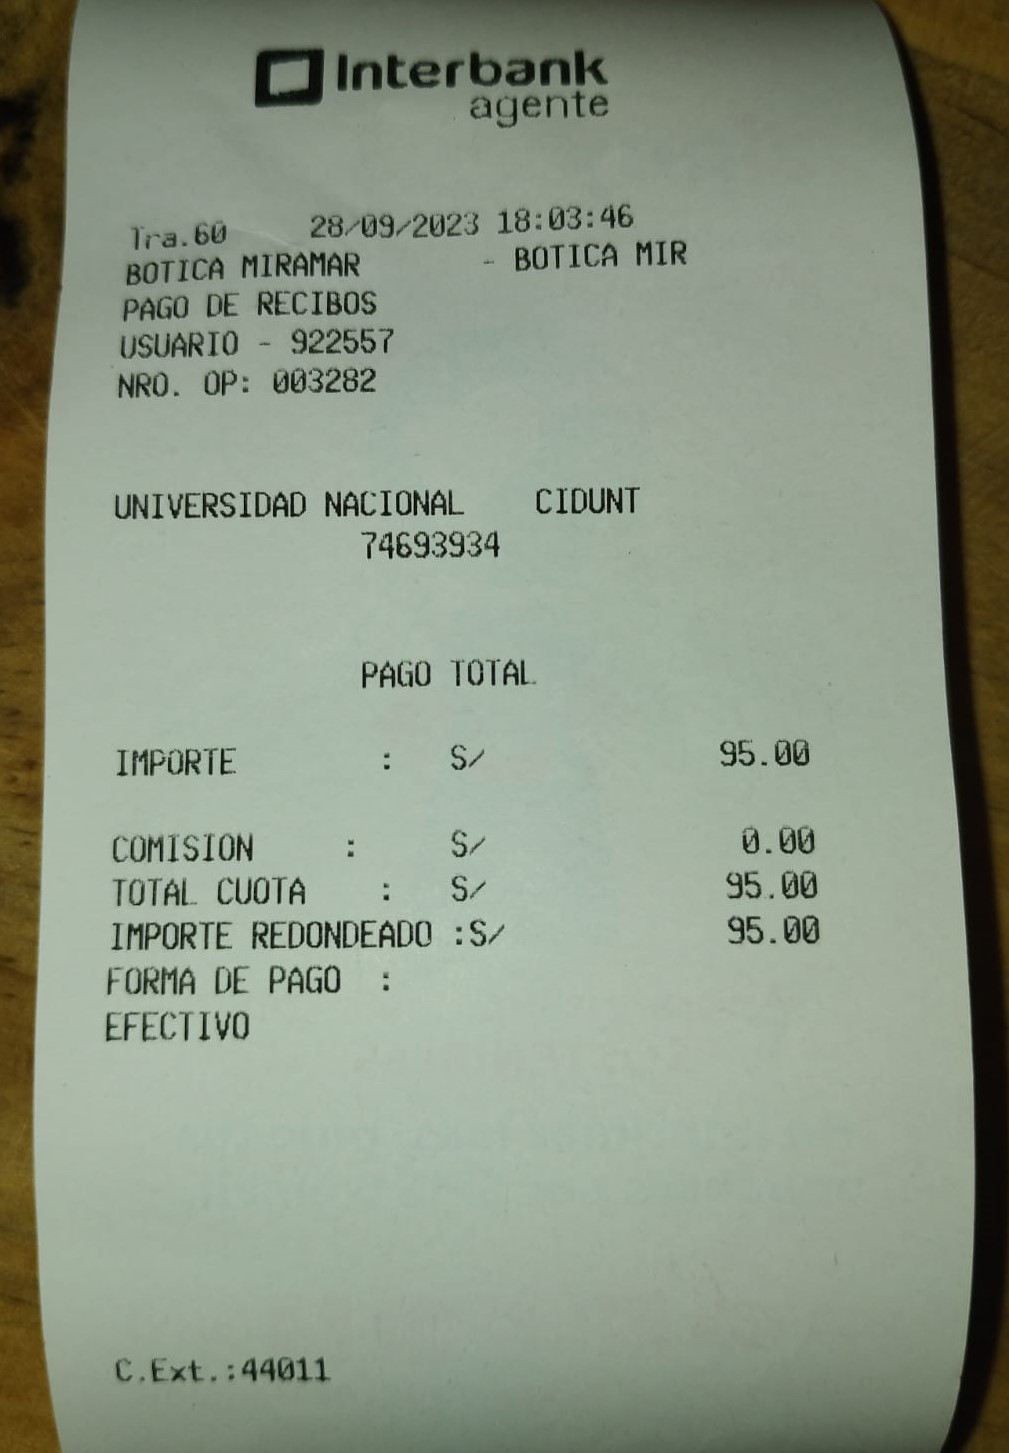 Interbank
agente
Tra.60 28/09/2023 18:03:46
BOTICA MIRAMAR - BOTICA MIR
PAGO DE RECIBOS
USUARIO - 922557
NRO. OP: 003282
UNIVERSIDAD NACIONAL CIDUNT
74693934
PAGO TOTAL
IMPORTE : S/ 95.00
COMISION : S/ 0.00
TOTAL CUOTA : S/ 95.00
IMPORTE REDONDEADO :S/ 95.00
FORMA DE PAGO :
EFECTIVO
C.Ext.:44011